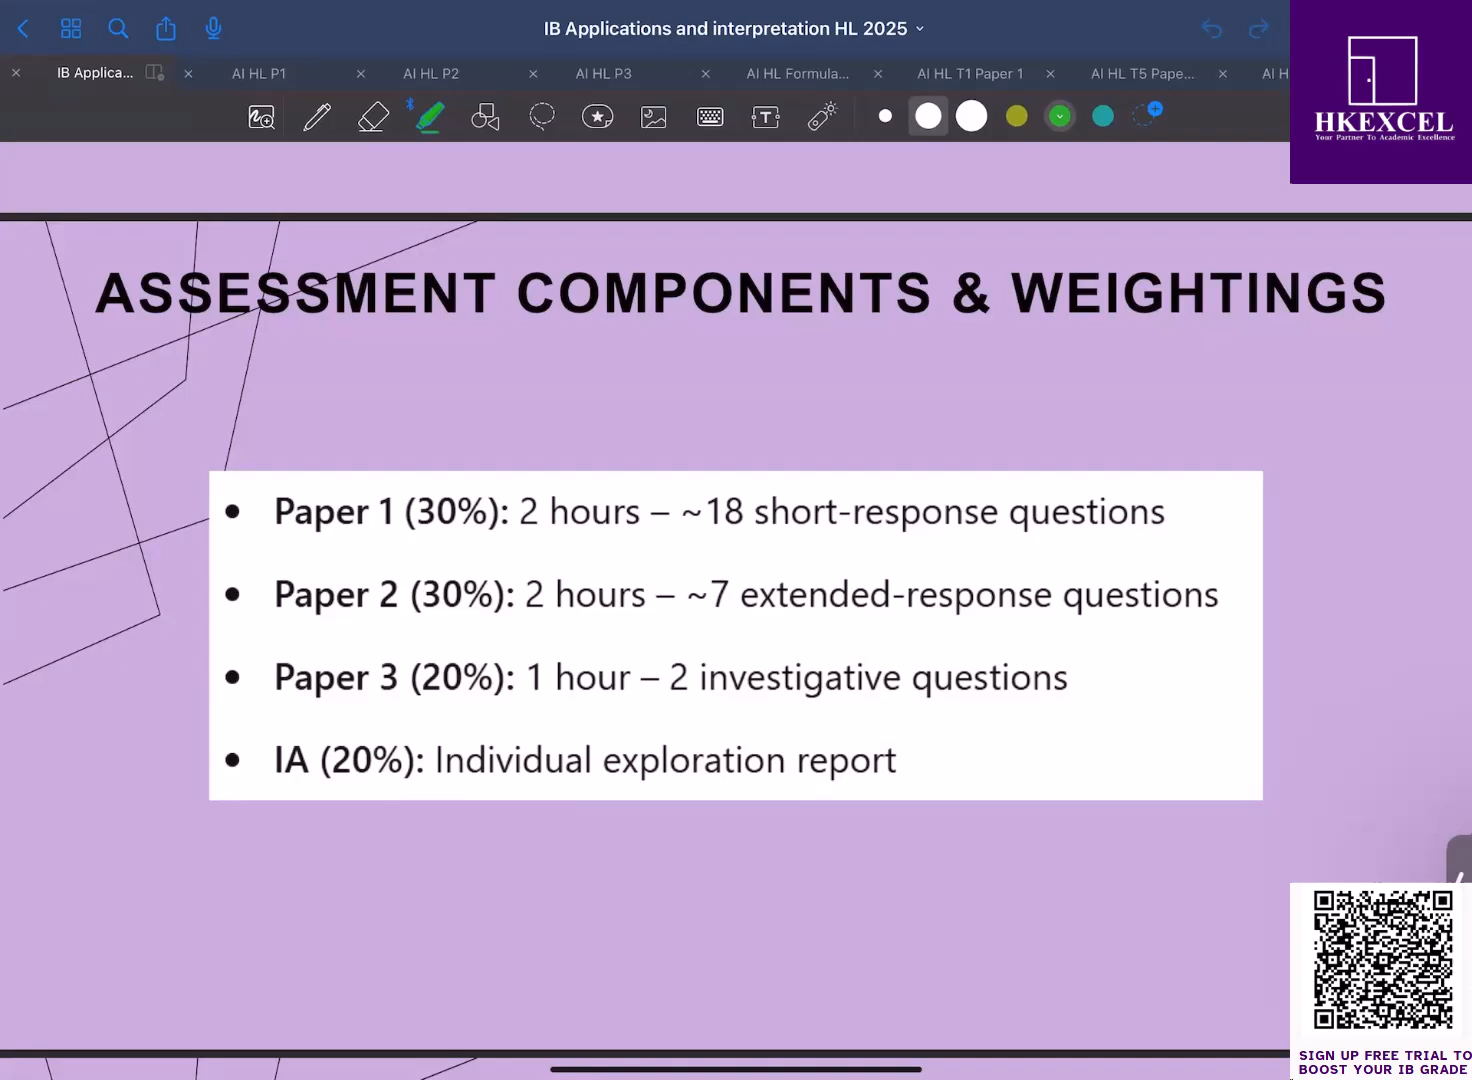 IB Applications and interpretation HL 2025
IB Applica...
AI HL P1
AI HL P2
AI HL P3
AI HL Formula...
AI HL T1 Paper 1
AI HL T5 Pape...
AI H
HKEXCEL
Your Partner To Academic Excellence
ASSESSMENT COMPONENTS & WEIGHTINGS
• Paper 1 (30%): 2 hours – ~18 short-response questions
• Paper 2 (30%): 2 hours – ~7 extended-response questions
• Paper 3 (20%): 1 hour – 2 investigative questions
• IA (20%): Individual exploration report
SIGN UP FREE TRIAL TO
BOOST YOUR IB GRADE